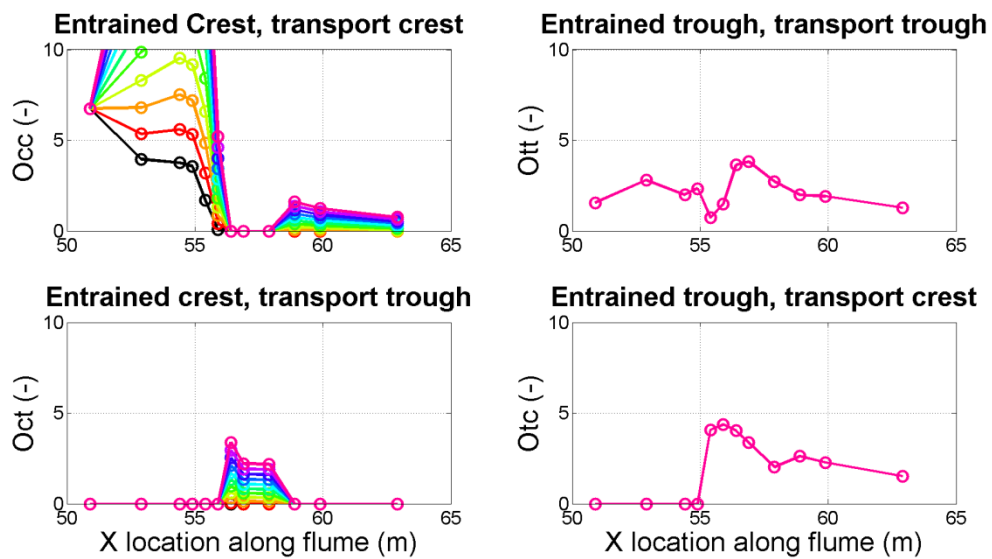 Entrained Crest, transport crest
Occ (-)
10
5
0
50 55 60 65
Entrained trough, transport trough
Ott (-)
10
5
0
50 55 60 65
Entrained crest, transport trough
Oct (-)
10
5
0
50 55 60 65
X location along flume (m)
Entrained trough, transport crest
Otc (-)
10
5
0
50 55 60 65
X location along flume (m)